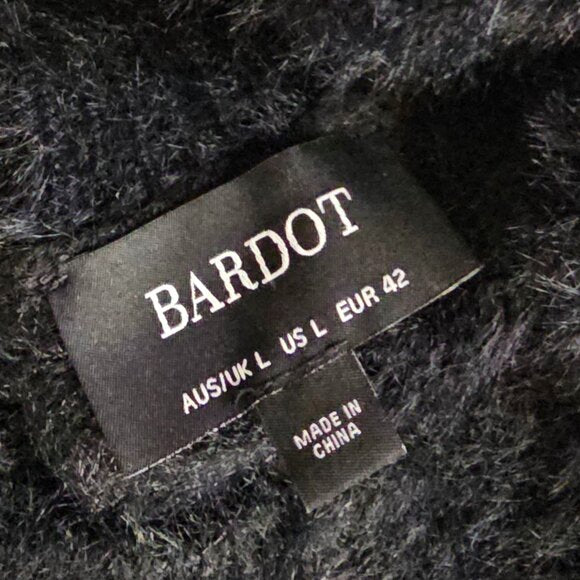 BARDOT
AUS/UK L US L EUR 42
MADE IN
CHINA